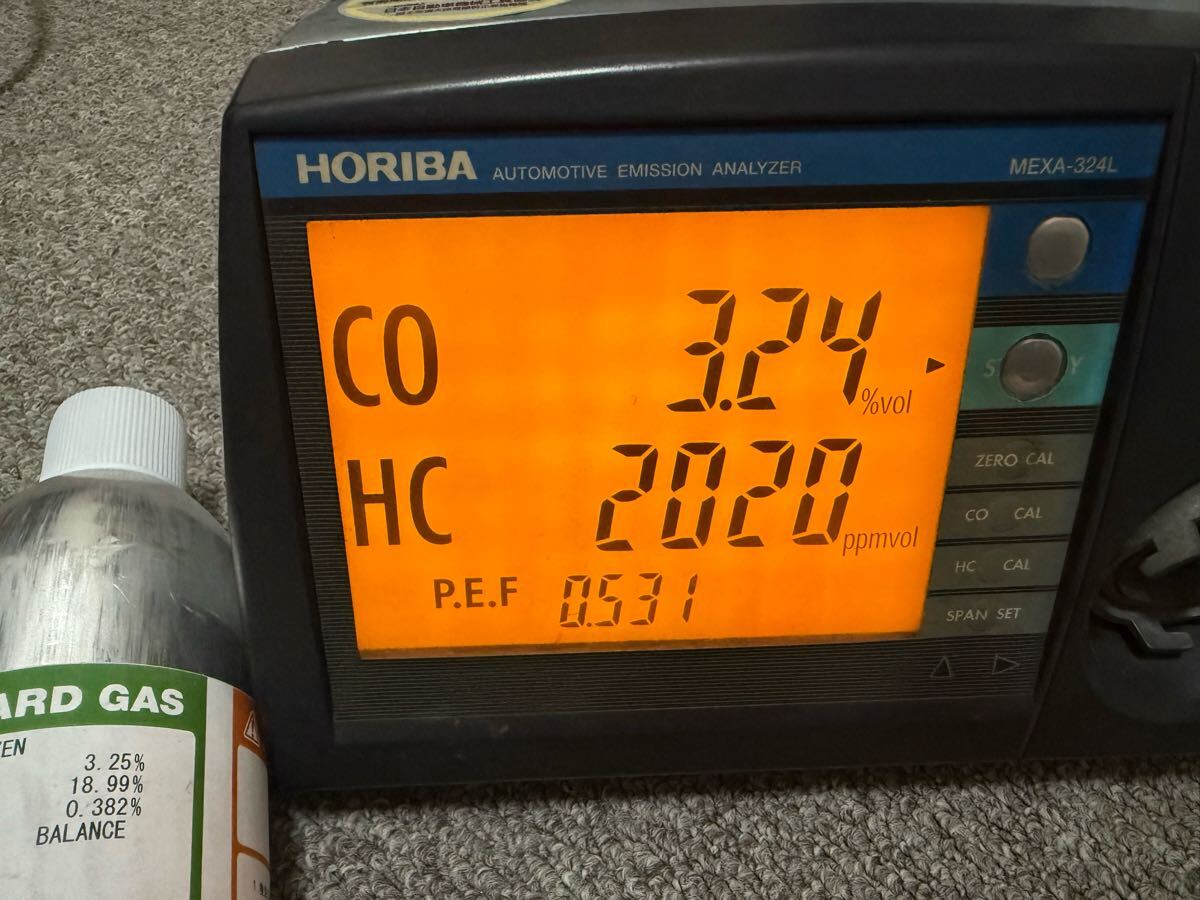 HORIBA AUTOMOTIVE EMISSION ANALYZER MEXA-324L
CO 3.24 %vol
HC 2020 ppmvol
P.E.F 0.531
ZERO CAL
CO CAL
HC CAL
SPAN SET
ARD GAS
3.25%
18.99%
0.382%
BALANCE